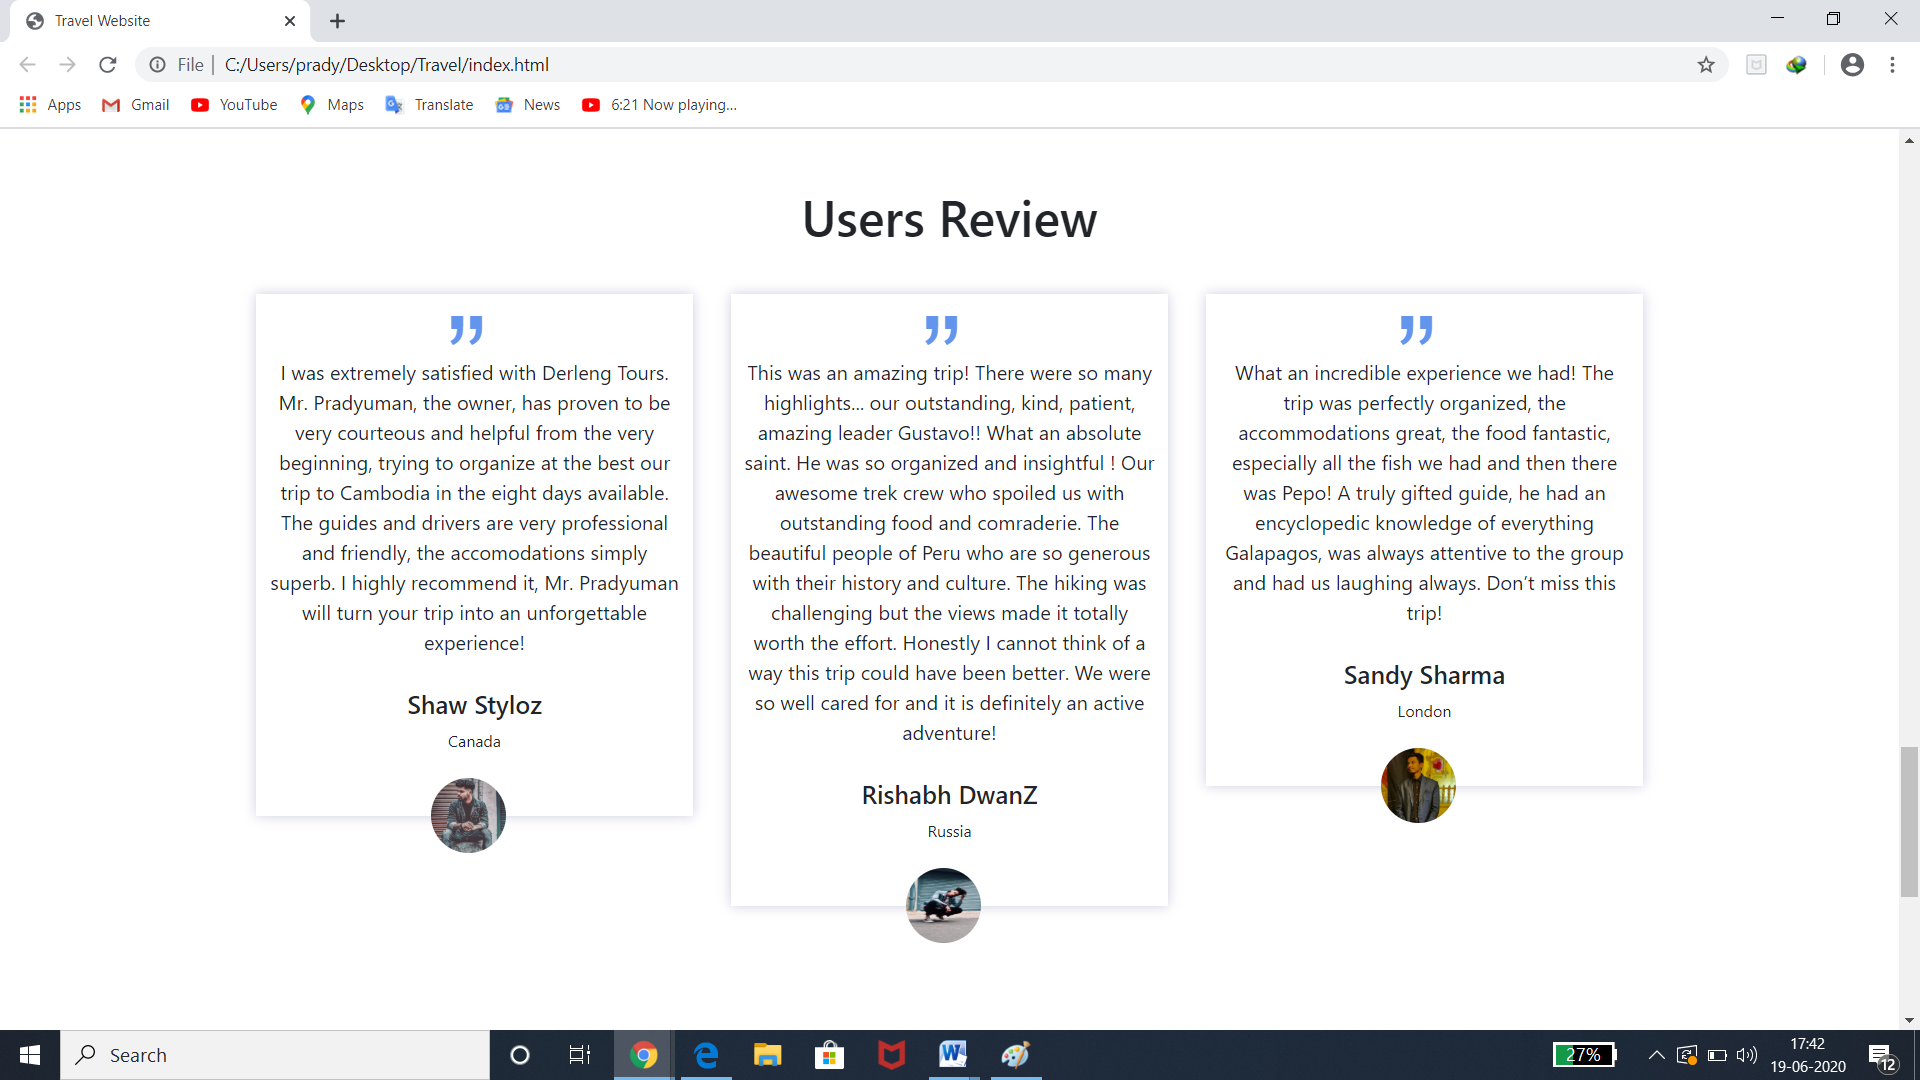 Travel Website
File | C:/Users/prady/Desktop/Travel/index.html
Apps Gmail YouTube Maps Translate News 6:21 Now playing...
Users Review
”
I was extremely satisfied with Derleng Tours.
Mr. Pradyuman, the owner, has proven to be
very courteous and helpful from the very
beginning, trying to organize at the best our
trip to Cambodia in the eight days available.
The guides and drivers are very professional
and friendly, the accomodations simply
superb. I highly recommend it, Mr. Pradyuman
will turn your trip into an unforgettable
experience!
Shaw Styloz
Canada
”
This was an amazing trip! There were so many
highlights... our outstanding, kind, patient,
amazing leader Gustavo!! What an absolute
saint. He was so organized and insightful ! Our
awesome trek crew who spoiled us with
outstanding food and comraderie. The
beautiful people of Peru who are so generous
with their history and culture. The hiking was
challenging but the views made it totally
worth the effort. Honestly I cannot think of a
way this trip could have been better. We were
so well cared for and it is definitely an active
adventure!
Rishabh DwanZ
Russia
”
What an incredible experience we had! The
trip was perfectly organized, the
accommodations great, the food fantastic,
especially all the fish we had and then there
was Pepo! A truly gifted guide, he had an
encyclopedic knowledge of everything
Galapagos, was always attentive to the group
and had us laughing always. Don’t miss this
trip!
Sandy Sharma
London
Search
27%
17:42
19-06-2020
12